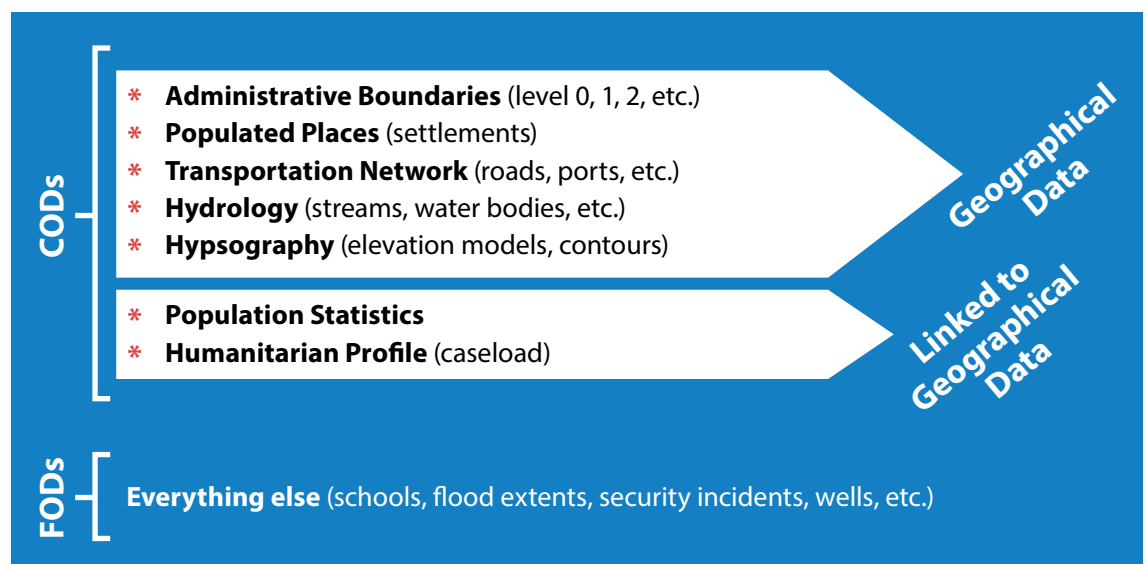 CODs
* Administrative Boundaries (level 0, 1, 2, etc.)
* Populated Places (settlements)
* Transportation Network (roads, ports, etc.)
* Hydrology (streams, water bodies, etc.)
* Hypsography (elevation models, contours)
Geographical
Data
* Population Statistics
* Humanitarian Profile (caseload)
Linked to
Geographical
Data
FODs
Everything else (schools, flood extents, security incidents, wells, etc.)